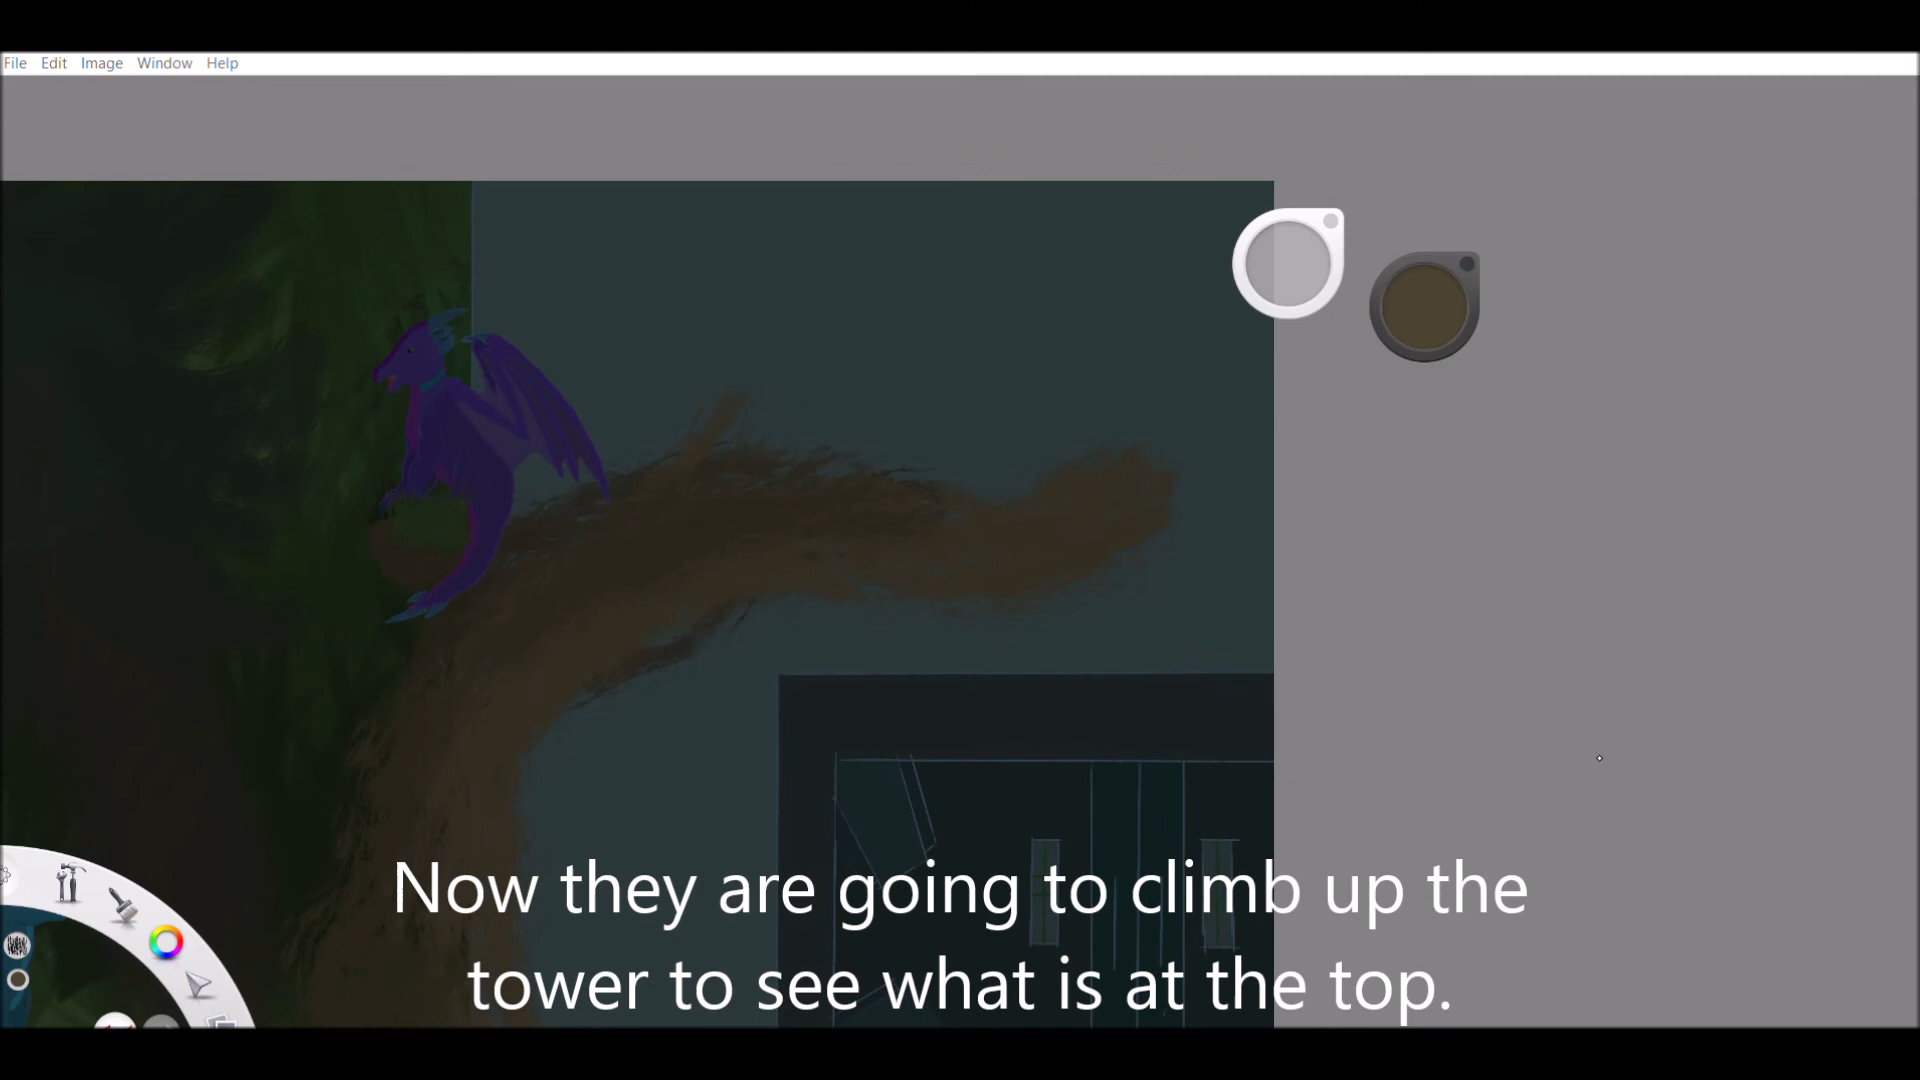 File Edit Image Window Help
Now they are going to climb up the
tower to see what is at the top.